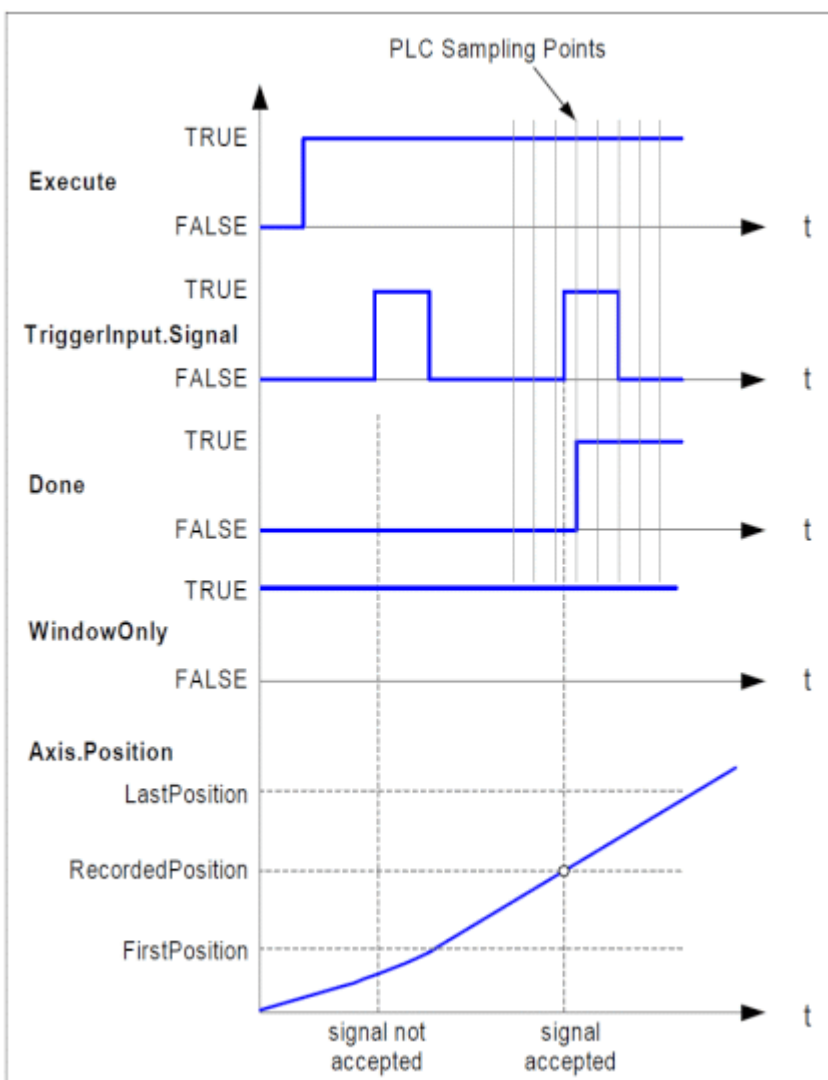 PLC Sampling Points
TRUE
Execute
FALSE
t
TRUE
TriggerInput.Signal
FALSE
t
TRUE
Done
FALSE
t
TRUE
WindowOnly
FALSE
t
Axis.Position
LastPosition
RecordedPosition
FirstPosition
t
signal not
accepted
signal
accepted